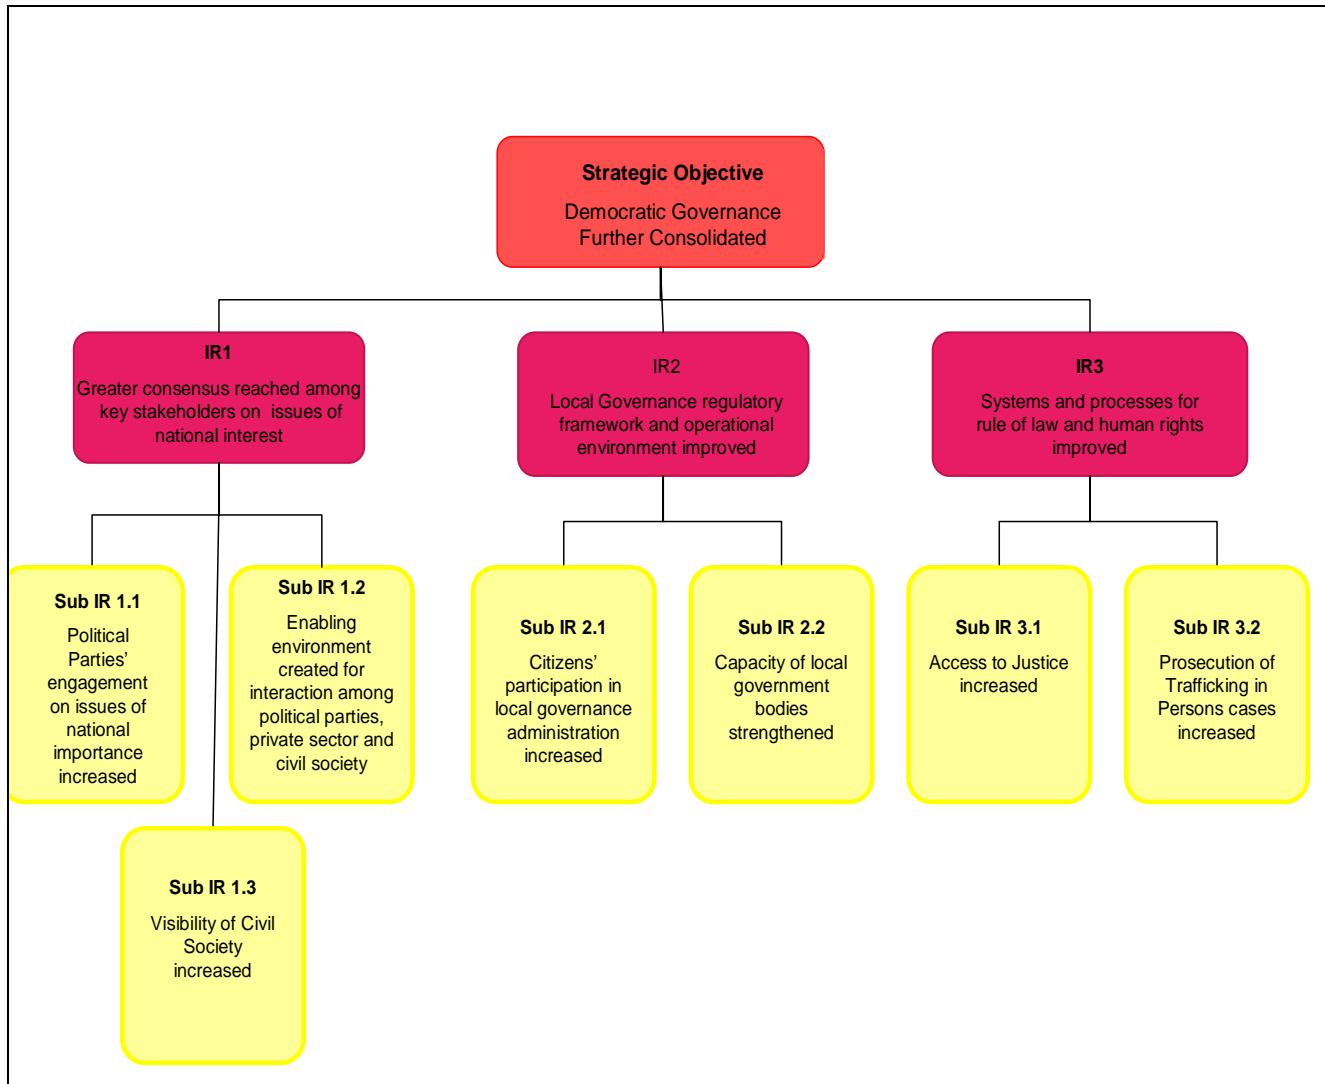 Strategic Objective
Democratic Governance
Further Consolidated
IR1
Greater consensus reached among
key stakeholders on issues of
national interest
IR2
Local Governance regulatory
framework and operational
environment improved
IR3
Systems and processes for
rule of law and human rights
improved
Sub IR 1.1
Political
Parties’
engagement
on issues of
national
importance
increased
Sub IR 1.2
Enabling
environment
created for
interaction among
political parties,
private sector and
civil society
Sub IR 2.1
Citizens’
participation in
local governance
administration
increased
Sub IR 2.2
Capacity of local
government
bodies
strengthened
Sub IR 3.1
Access to Justice
increased
Sub IR 3.2
Prosecution of
Trafficking in
Persons cases
increased
Sub IR 1.3
Visibility of Civil
Society
increased